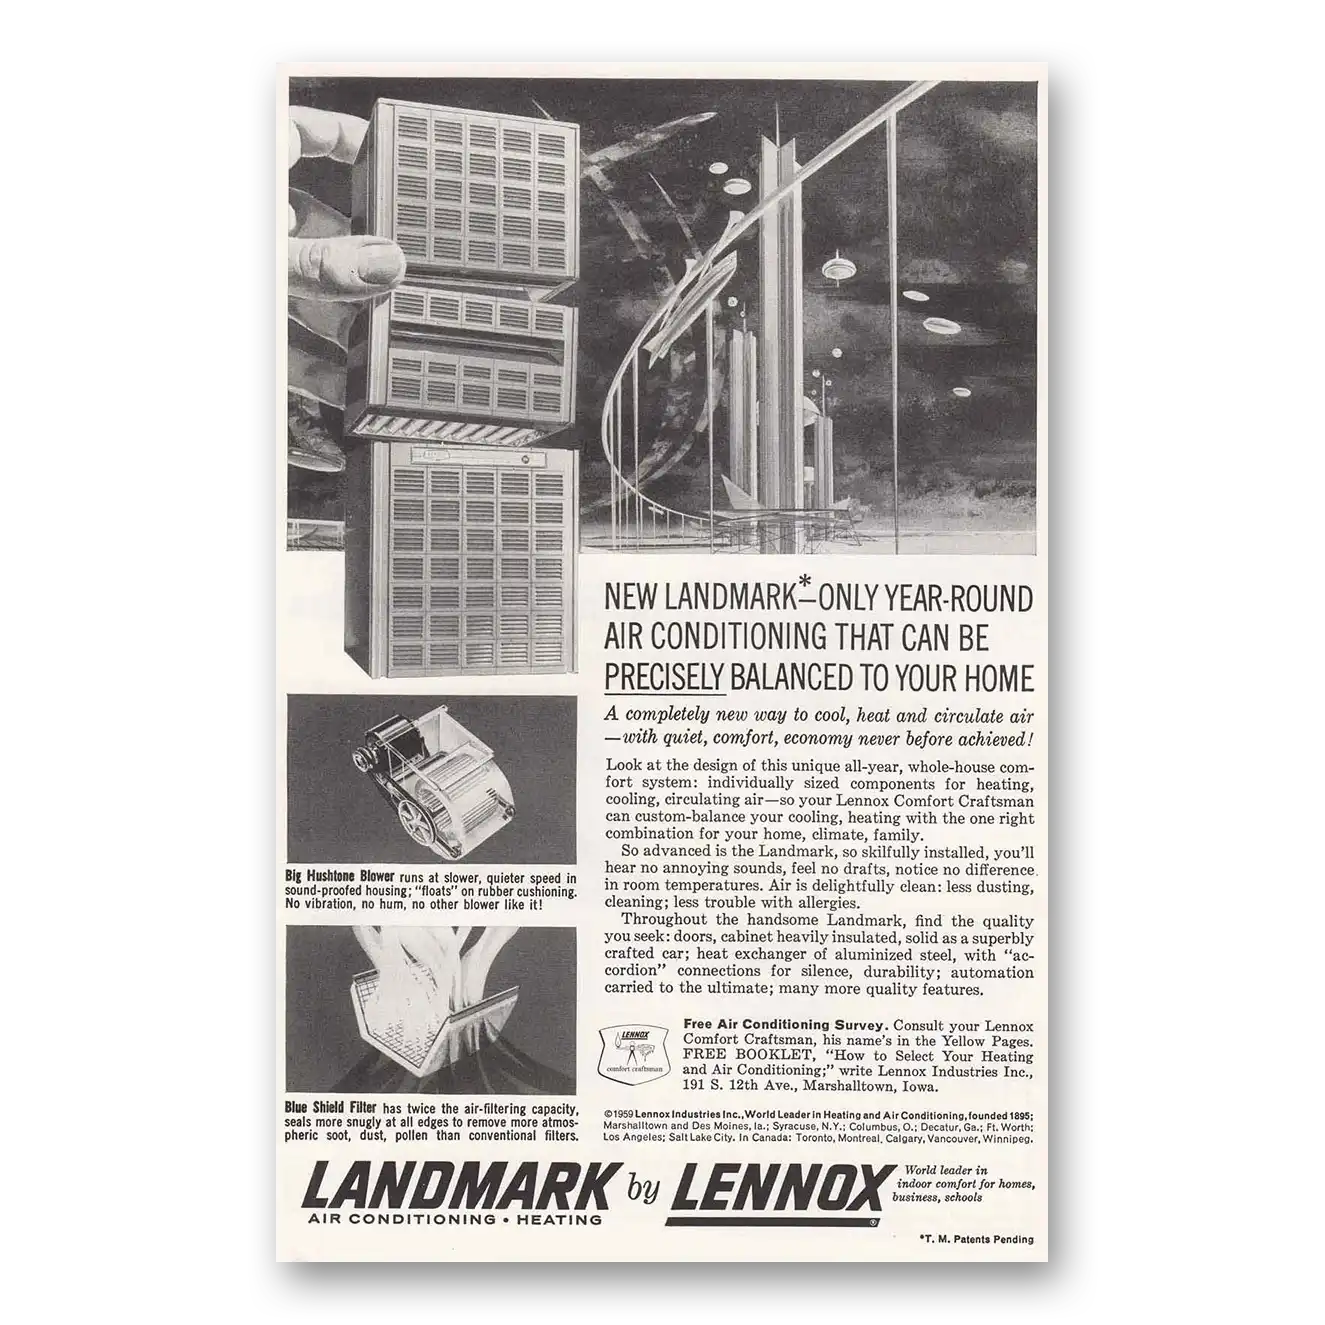 NEW LANDMARK*—ONLY YEAR-ROUND
AIR CONDITIONING THAT CAN BE
PRECISELY BALANCED TO YOUR HOME
A completely new way to cool, heat and circulate air
—with quiet, comfort, economy never before achieved!
Look at the design of this unique all-year, whole-house com-
fort system: individually sized components for heating,
cooling, circulating air—so your Lennox Comfort Craftsman
can custom-balance your cooling, heating with the one right
combination for your home, climate, family.
So advanced is the Landmark, so skilfully installed, you'll
hear no annoying sounds, feel no drafts, notice no difference
in room temperatures. Air is delightfully clean: less dusting,
cleaning; less trouble with allergies.
Throughout the handsome Landmark, find the quality
you seek: doors, cabinet heavily insulated, solid as a superbly
crafted car; heat exchanger of aluminized steel, with "ac-
cordion" connections for silence, durability; automation
carried to the ultimate; many more quality features.
Big Hushtone Blower runs at slower, quieter speed in
sound-proofed housing; "floats" on rubber cushioning.
No vibration, no hum, no other blower like it!
Blue Shield Filter has twice the air-filtering capacity,
seals more snugly at all edges to remove more atmos-
pheric soot, dust, pollen than conventional filters.
LENNOX
comfort craftsman
Free Air Conditioning Survey. Consult your Lennox
Comfort Craftsman, his name's in the Yellow Pages.
FREE BOOKLET, "How to Select Your Heating
and Air Conditioning;" write Lennox Industries Inc.,
191 S. 12th Ave., Marshalltown, Iowa.
©1959 Lennox Industries Inc., World Leader in Heating and Air Conditioning, founded 1895;
Marshalltown and Des Moines, Ia.; Syracuse, N.Y.; Columbus, O.; Decatur, Ga.; Ft. Worth;
Los Angeles; Salt Lake City. In Canada: Toronto, Montreal, Calgary, Vancouver, Winnipeg.
LANDMARK by LENNOX ®
AIR CONDITIONING • HEATING
World leader in
indoor comfort for homes,
business, schools
*T. M. Patents Pending